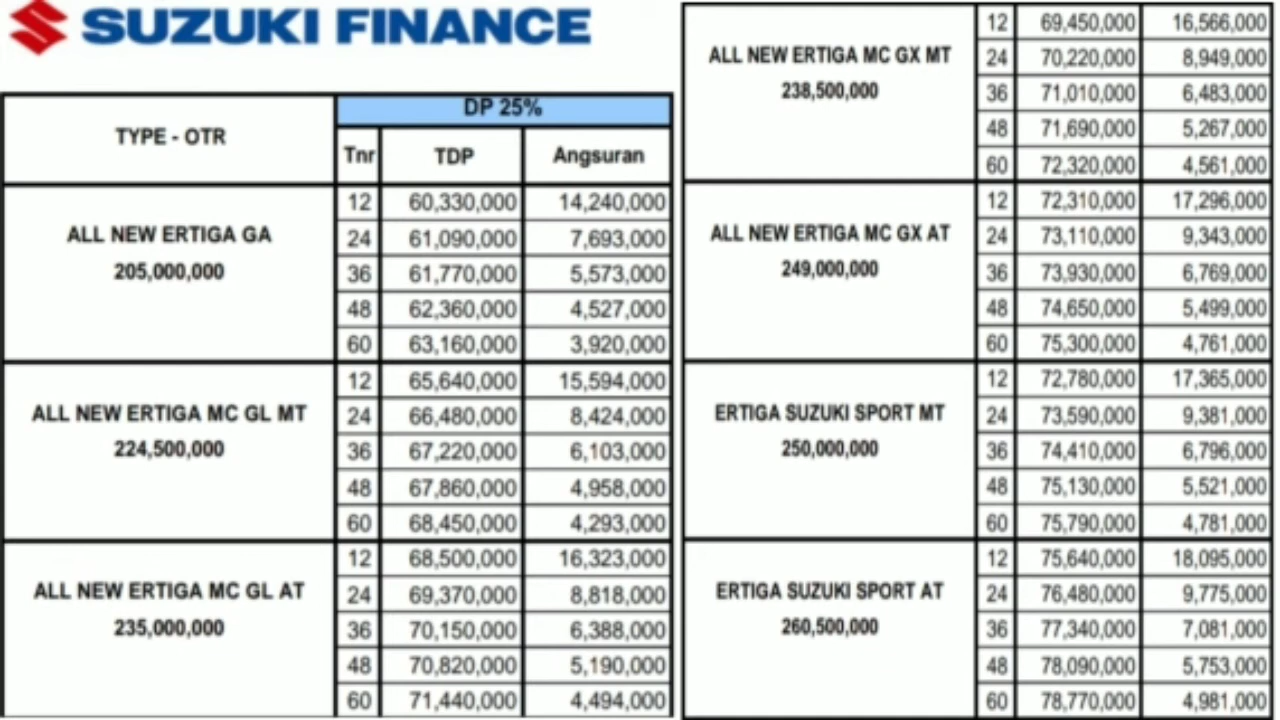 SUZUKI FINANCE
TYPE - OTR
DP 25%
Tnr TDP Angsuran
ALL NEW ERTIGA GA
205,000,000
12 60,330,000 14,240,000
24 61,090,000 7,693,000
36 61,770,000 5,573,000
48 62,360,000 4,527,000
60 63,160,000 3,920,000
ALL NEW ERTIGA MC GL MT
224,500,000
12 65,640,000 15,594,000
24 66,480,000 8,424,000
36 67,220,000 6,103,000
48 67,860,000 4,958,000
60 68,450,000 4,293,000
ALL NEW ERTIGA MC GL AT
235,000,000
12 68,500,000 16,323,000
24 69,370,000 8,818,000
36 70,150,000 6,388,000
48 70,820,000 5,190,000
60 71,440,000 4,494,000
ALL NEW ERTIGA MC GX MT
238,500,000
12 69,450,000 16,566,000
24 70,220,000 8,949,000
36 71,010,000 6,483,000
48 71,690,000 5,267,000
60 72,320,000 4,561,000
ALL NEW ERTIGA MC GX AT
249,000,000
12 72,310,000 17,296,000
24 73,110,000 9,343,000
36 73,930,000 6,769,000
48 74,650,000 5,499,000
60 75,300,000 4,761,000
ERTIGA SUZUKI SPORT MT
250,000,000
12 72,780,000 17,365,000
24 73,590,000 9,381,000
36 74,410,000 6,796,000
48 75,130,000 5,521,000
60 75,790,000 4,781,000
ERTIGA SUZUKI SPORT AT
260,500,000
12 75,640,000 18,095,000
24 76,480,000 9,775,000
36 77,340,000 7,081,000
48 78,090,000 5,753,000
60 78,770,000 4,981,000